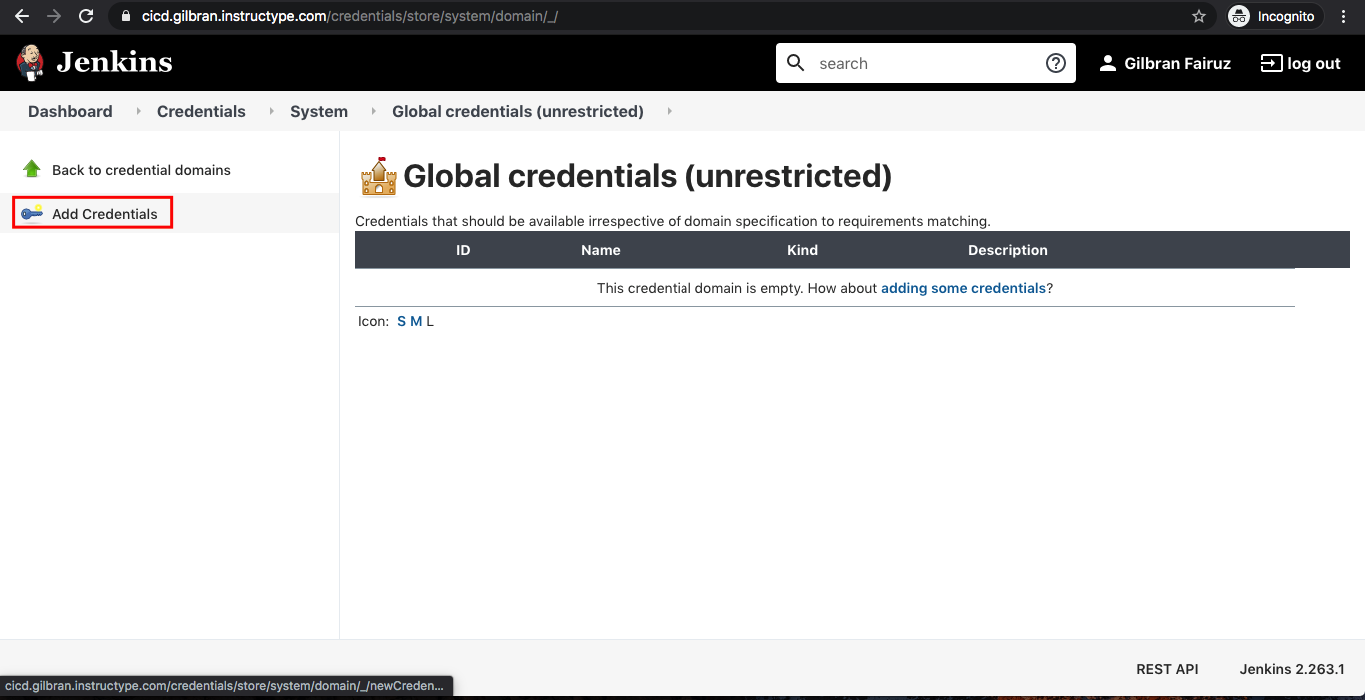 cicd.gilbran.instructype.com/credentials/store/system/domain/_/
Incognito
Jenkins
search
Gilbran Fairuz
log out
Dashboard
Credentials
System
Global credentials (unrestricted)
Back to credential domains
Add Credentials
Global credentials (unrestricted)
Credentials that should be available irrespective of domain specification to requirements matching.
ID Name Kind Description
This credential domain is empty. How about adding some credentials?
Icon: S M L
REST API Jenkins 2.263.1
cicd.gilbran.instructype.com/credentials/store/system/domain/_/newCreden...